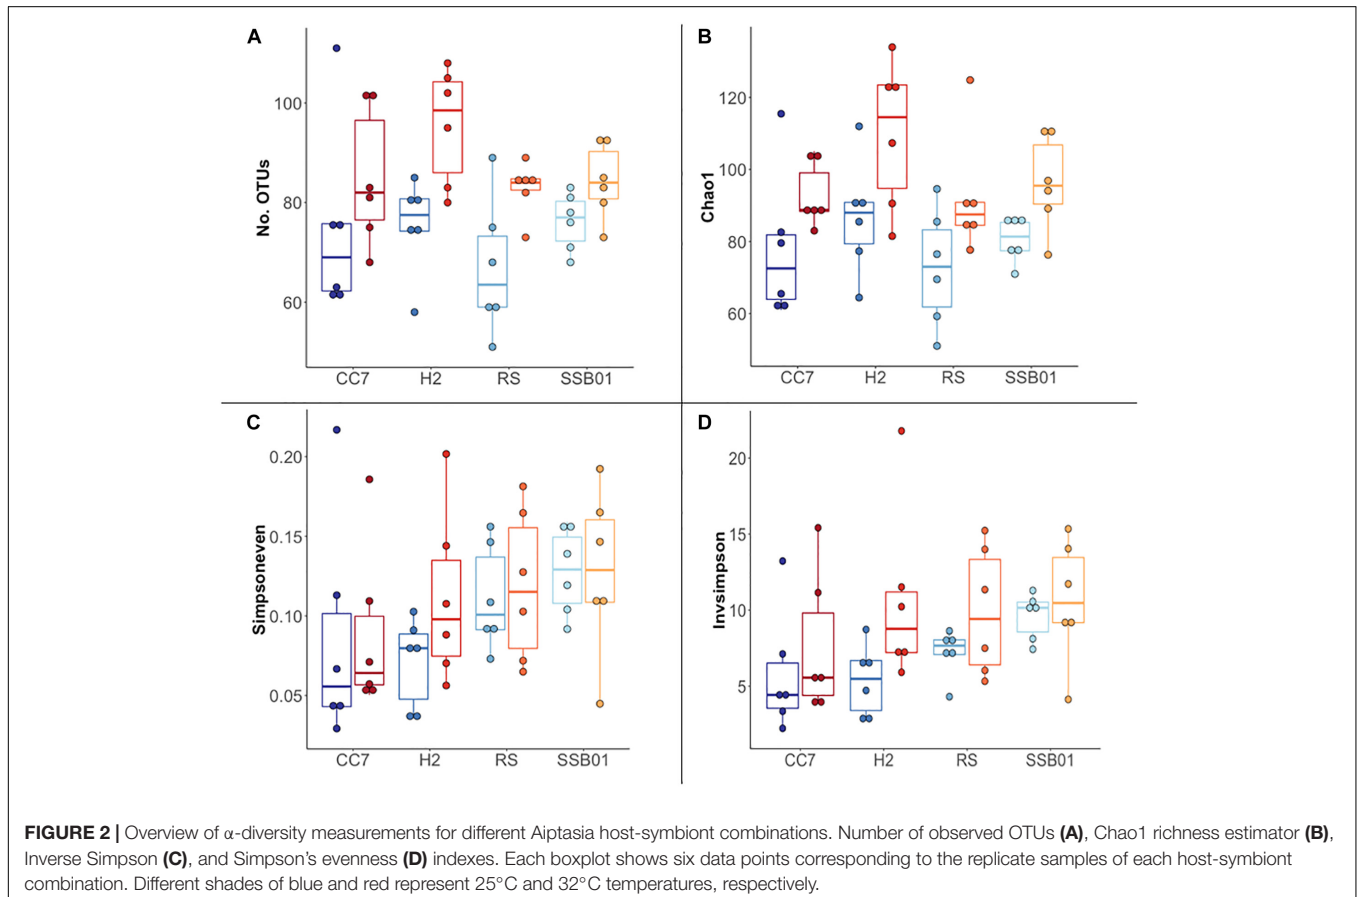 A
No. OTUs
100
80
60
CC7 H2 RS SSB01
B
Chao1
120
100
80
60
CC7 H2 RS SSB01
C
Simpsoneven
0.20
0.15
0.10
0.05
CC7 H2 RS SSB01
D
Invsimpson
20
15
10
5
CC7 H2 RS SSB01
FIGURE 2 | Overview of α-diversity measurements for different Aiptasia host-symbiont combinations. Number of observed OTUs (A), Chao1 richness estimator (B),
Inverse Simpson (C), and Simpson’s evenness (D) indexes. Each boxplot shows six data points corresponding to the replicate samples of each host-symbiont
combination. Different shades of blue and red represent 25°C and 32°C temperatures, respectively.